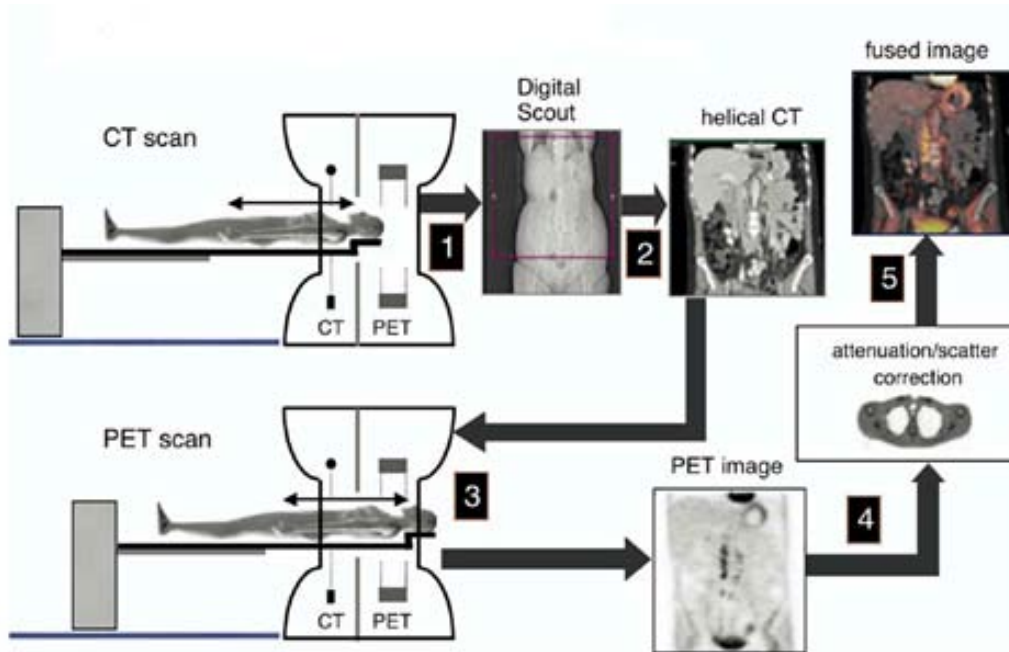 fused image
Digital
Scout
helical CT
CT scan
1
2
5
CT
PET
attenuation/scatter
correction
PET scan
3
PET image
4
CT
PET